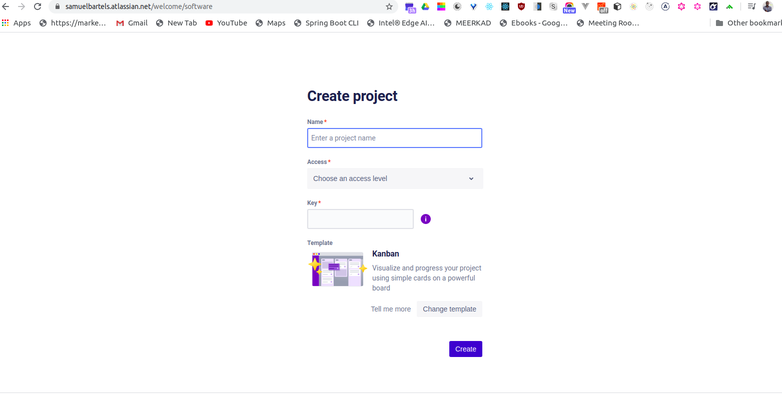 samuelbartels.atlassian.net/welcome/software
Apps https://marke... Gmail New Tab YouTube Maps Spring Boot CLI Intel® Edge AI... MEERKAD Ebooks - Goog... Meeting Roo... Other bookmar
New
off
Create project
Name*
Enter a project name
Access*
Choose an access level
Key*
i
Template
Kanban
Visualize and progress your project
using simple cards on a powerful
board
Tell me more Change template
Create